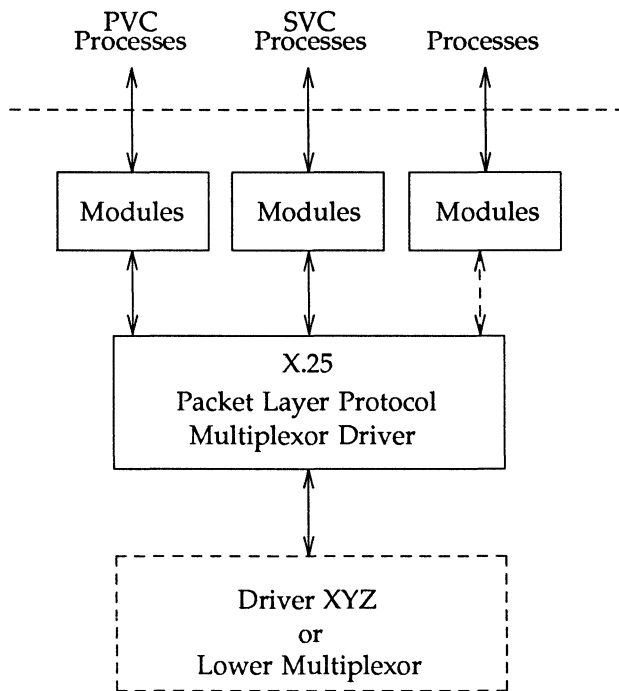 PVC
Processes
SVC
Processes
Processes
Modules
Modules
Modules
X.25
Packet Layer Protocol
Multiplexor Driver
Driver XYZ
or
Lower Multiplexor